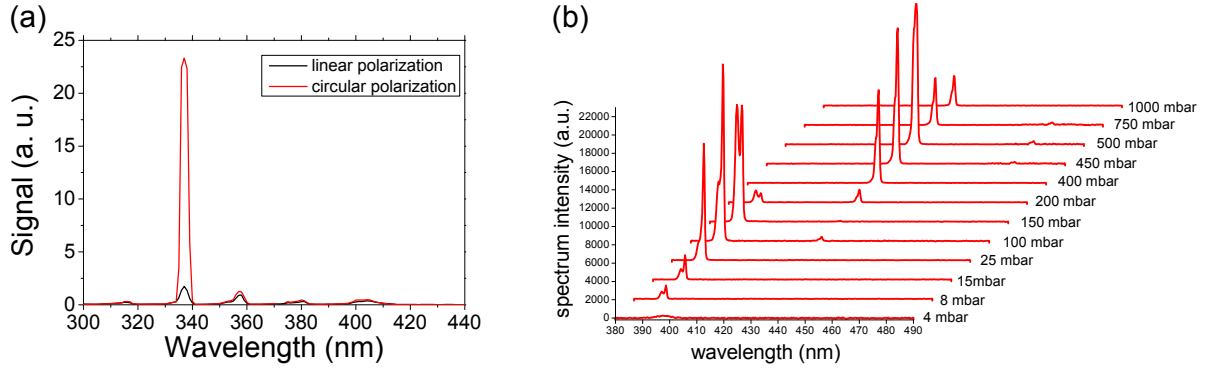 (a)
Signal (a. u.)
25
20
15
10
5
0
linear polarization
circular polarization
300 320 340 360 380 400 420 440
Wavelength (nm)
(b)
spectrum intensity (a.u.)
22000
20000
18000
16000
14000
12000
10000
8000
6000
4000
2000
0
1000 mbar
750 mbar
500 mbar
450 mbar
400 mbar
200 mbar
150 mbar
100 mbar
25 mbar
15mbar
8 mbar
4 mbar
380 390 400 410 420 430 440 450 460 470 480 490
wavelength (nm)